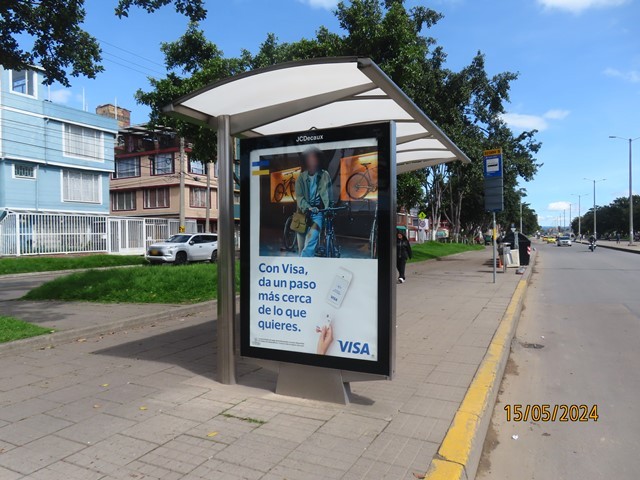 JCDecaux
Con Visa,
da un paso
más cerca
de lo que
quieres.
VISA
15/05/2024